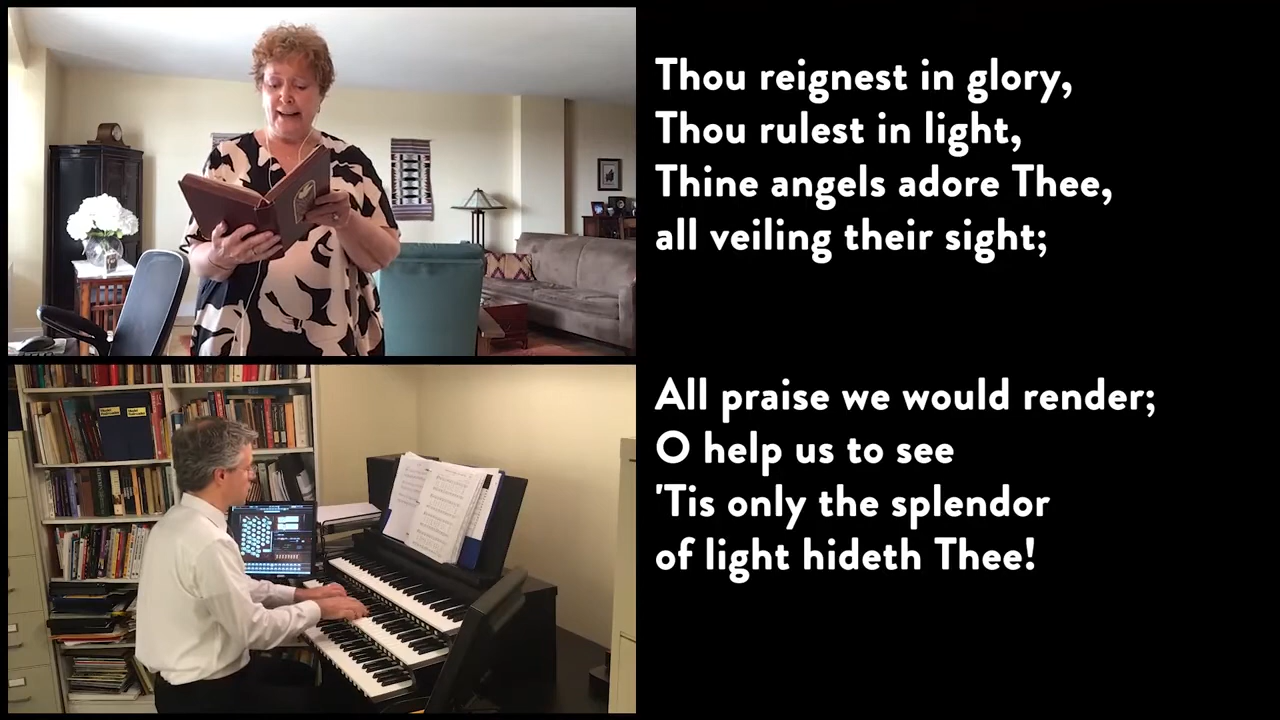 Thou reignest in glory,
Thou rulest in light,
Thine angels adore Thee,
all veiling their sight;
All praise we would render;
O help us to see
'Tis only the splendor
of light hideth Thee!